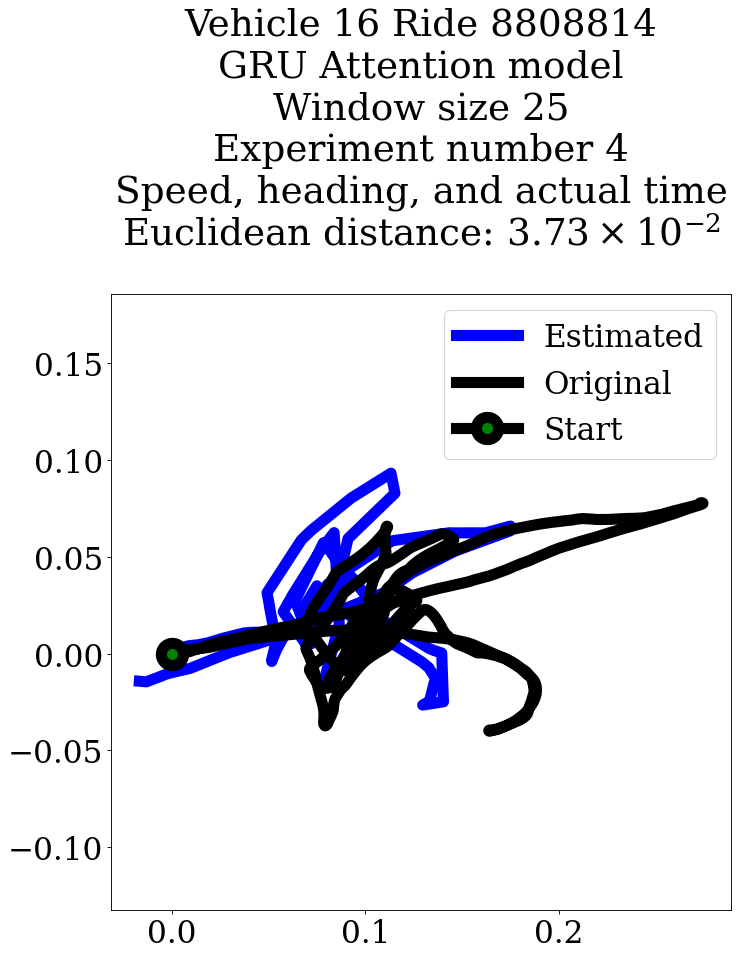 Vehicle 16 Ride 8808814
GRU Attention model
Window size 25
Experiment number 4
Speed, heading, and actual time
Euclidean distance: 3.73 × 10⁻²
Estimated
Original
Start
0.15
0.10
0.05
0.00
−0.05
−0.10
0.0 0.1 0.2